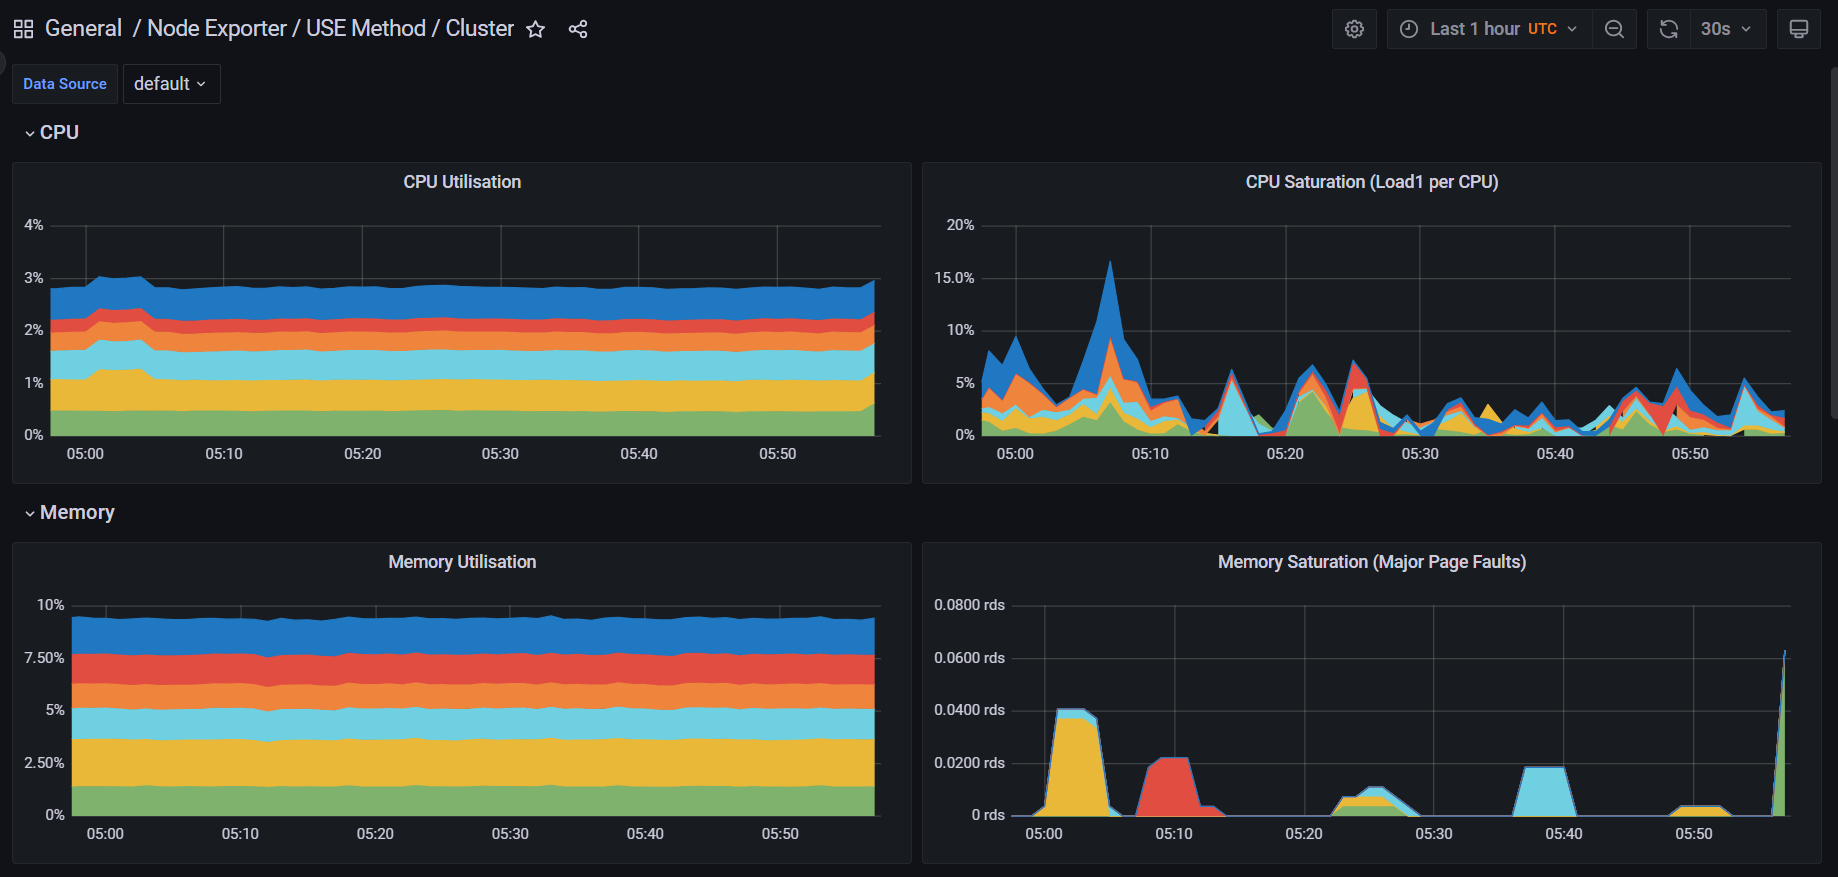 General / Node Exporter / USE Method / Cluster
Last 1 hour UTC
30s
Data Source
default
CPU
CPU Utilisation
4%
3%
2%
1%
0%
05:00 05:10 05:20 05:30 05:40 05:50
CPU Saturation (Load1 per CPU)
20%
15.0%
10%
5%
0%
05:00 05:10 05:20 05:30 05:40 05:50
Memory
Memory Utilisation
10%
7.50%
5%
2.50%
0%
05:00 05:10 05:20 05:30 05:40 05:50
Memory Saturation (Major Page Faults)
0.0800 rds
0.0600 rds
0.0400 rds
0.0200 rds
0 rds
05:00 05:10 05:20 05:30 05:40 05:50